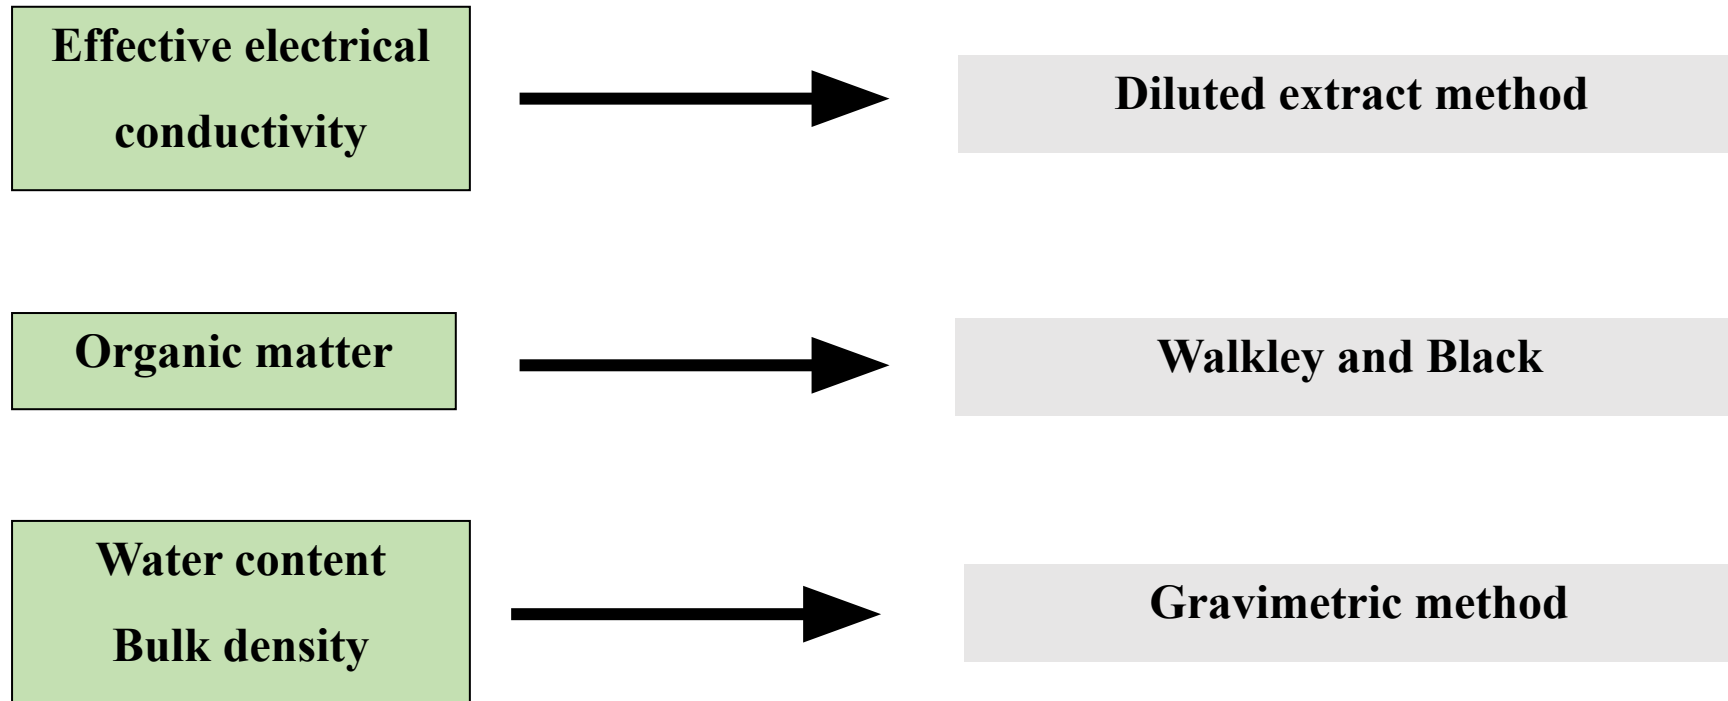 Effective electrical
conductivity
Diluted extract method
Organic matter
Walkley and Black
Water content
Bulk density
Gravimetric method